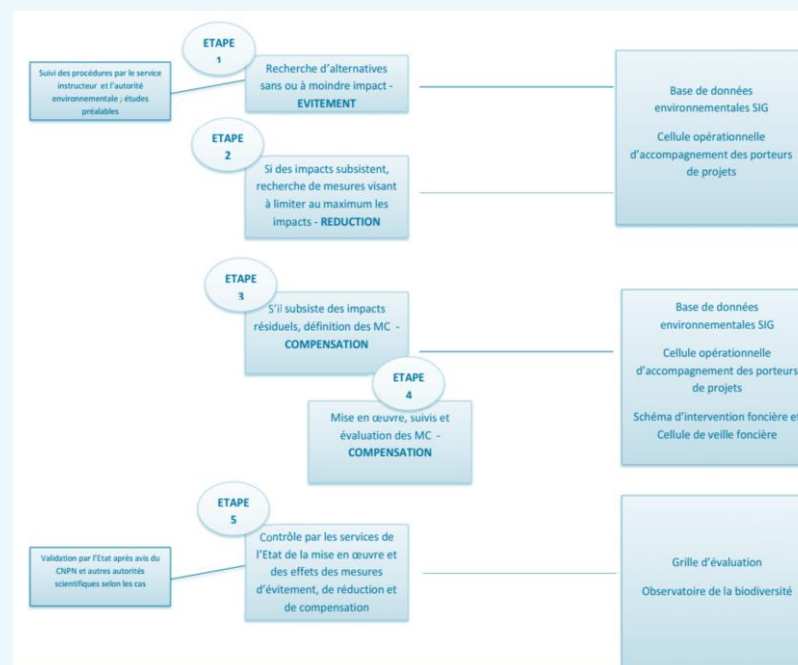 ETAPE
1
Suivi des procédures par le service
instructeur et l'autorité
environnementale ; études
préalables
Recherche d'alternatives
sans ou à moindre impact -
EVITEMENT
Base de données
environnementales SIG
Cellule opérationnelle
d'accompagnement des porteurs
de projets
ETAPE
2
Si des impacts subsistent,
recherche de mesures visant
à limiter au maximum les
impacts - REDUCTION
ETAPE
3
S'il subsiste des impacts
résiduels, définition des MC -
COMPENSATION
Base de données
environnementales SIG
Cellule opérationnelle
d'accompagnement des porteurs
de projets
Schéma d'intervention foncière et
Cellule de veille foncière
ETAPE
4
Mise en œuvre, suivis et
évaluation des MC -
COMPENSATION
ETAPE
5
Validation par l'Etat après avis du
CNPN et autres autorités
scientifiques selon les cas
Contrôle par les services de
l'Etat de la mise en œuvre et
des effets des mesures
d'évitement, de réduction et
de compensation
Grille d'évaluation
Observatoire de la biodiversité